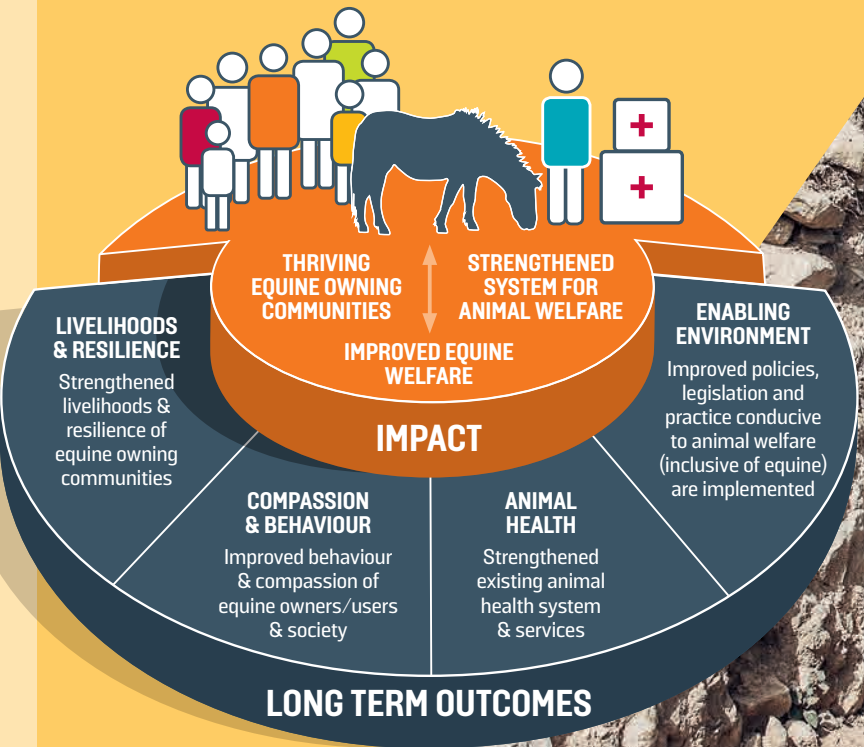 THRIVING
EQUINE OWNING
COMMUNITIES
STRENGTHENED
SYSTEM FOR
ANIMAL WELFARE
IMPROVED EQUINE
WELFARE
IMPACT
LIVELIHOODS
& RESILIENCE
Strengthened
livelihoods &
resilience of
equine owning
communities
COMPASSION
& BEHAVIOUR
Improved behaviour
& compassion of
equine owners/users
& society
ANIMAL
HEALTH
Strengthened
existing animal
health system
& services
ENABLING
ENVIRONMENT
Improved policies,
legislation and
practice conducive
to animal welfare
(inclusive of equine)
are implemented
LONG TERM OUTCOMES